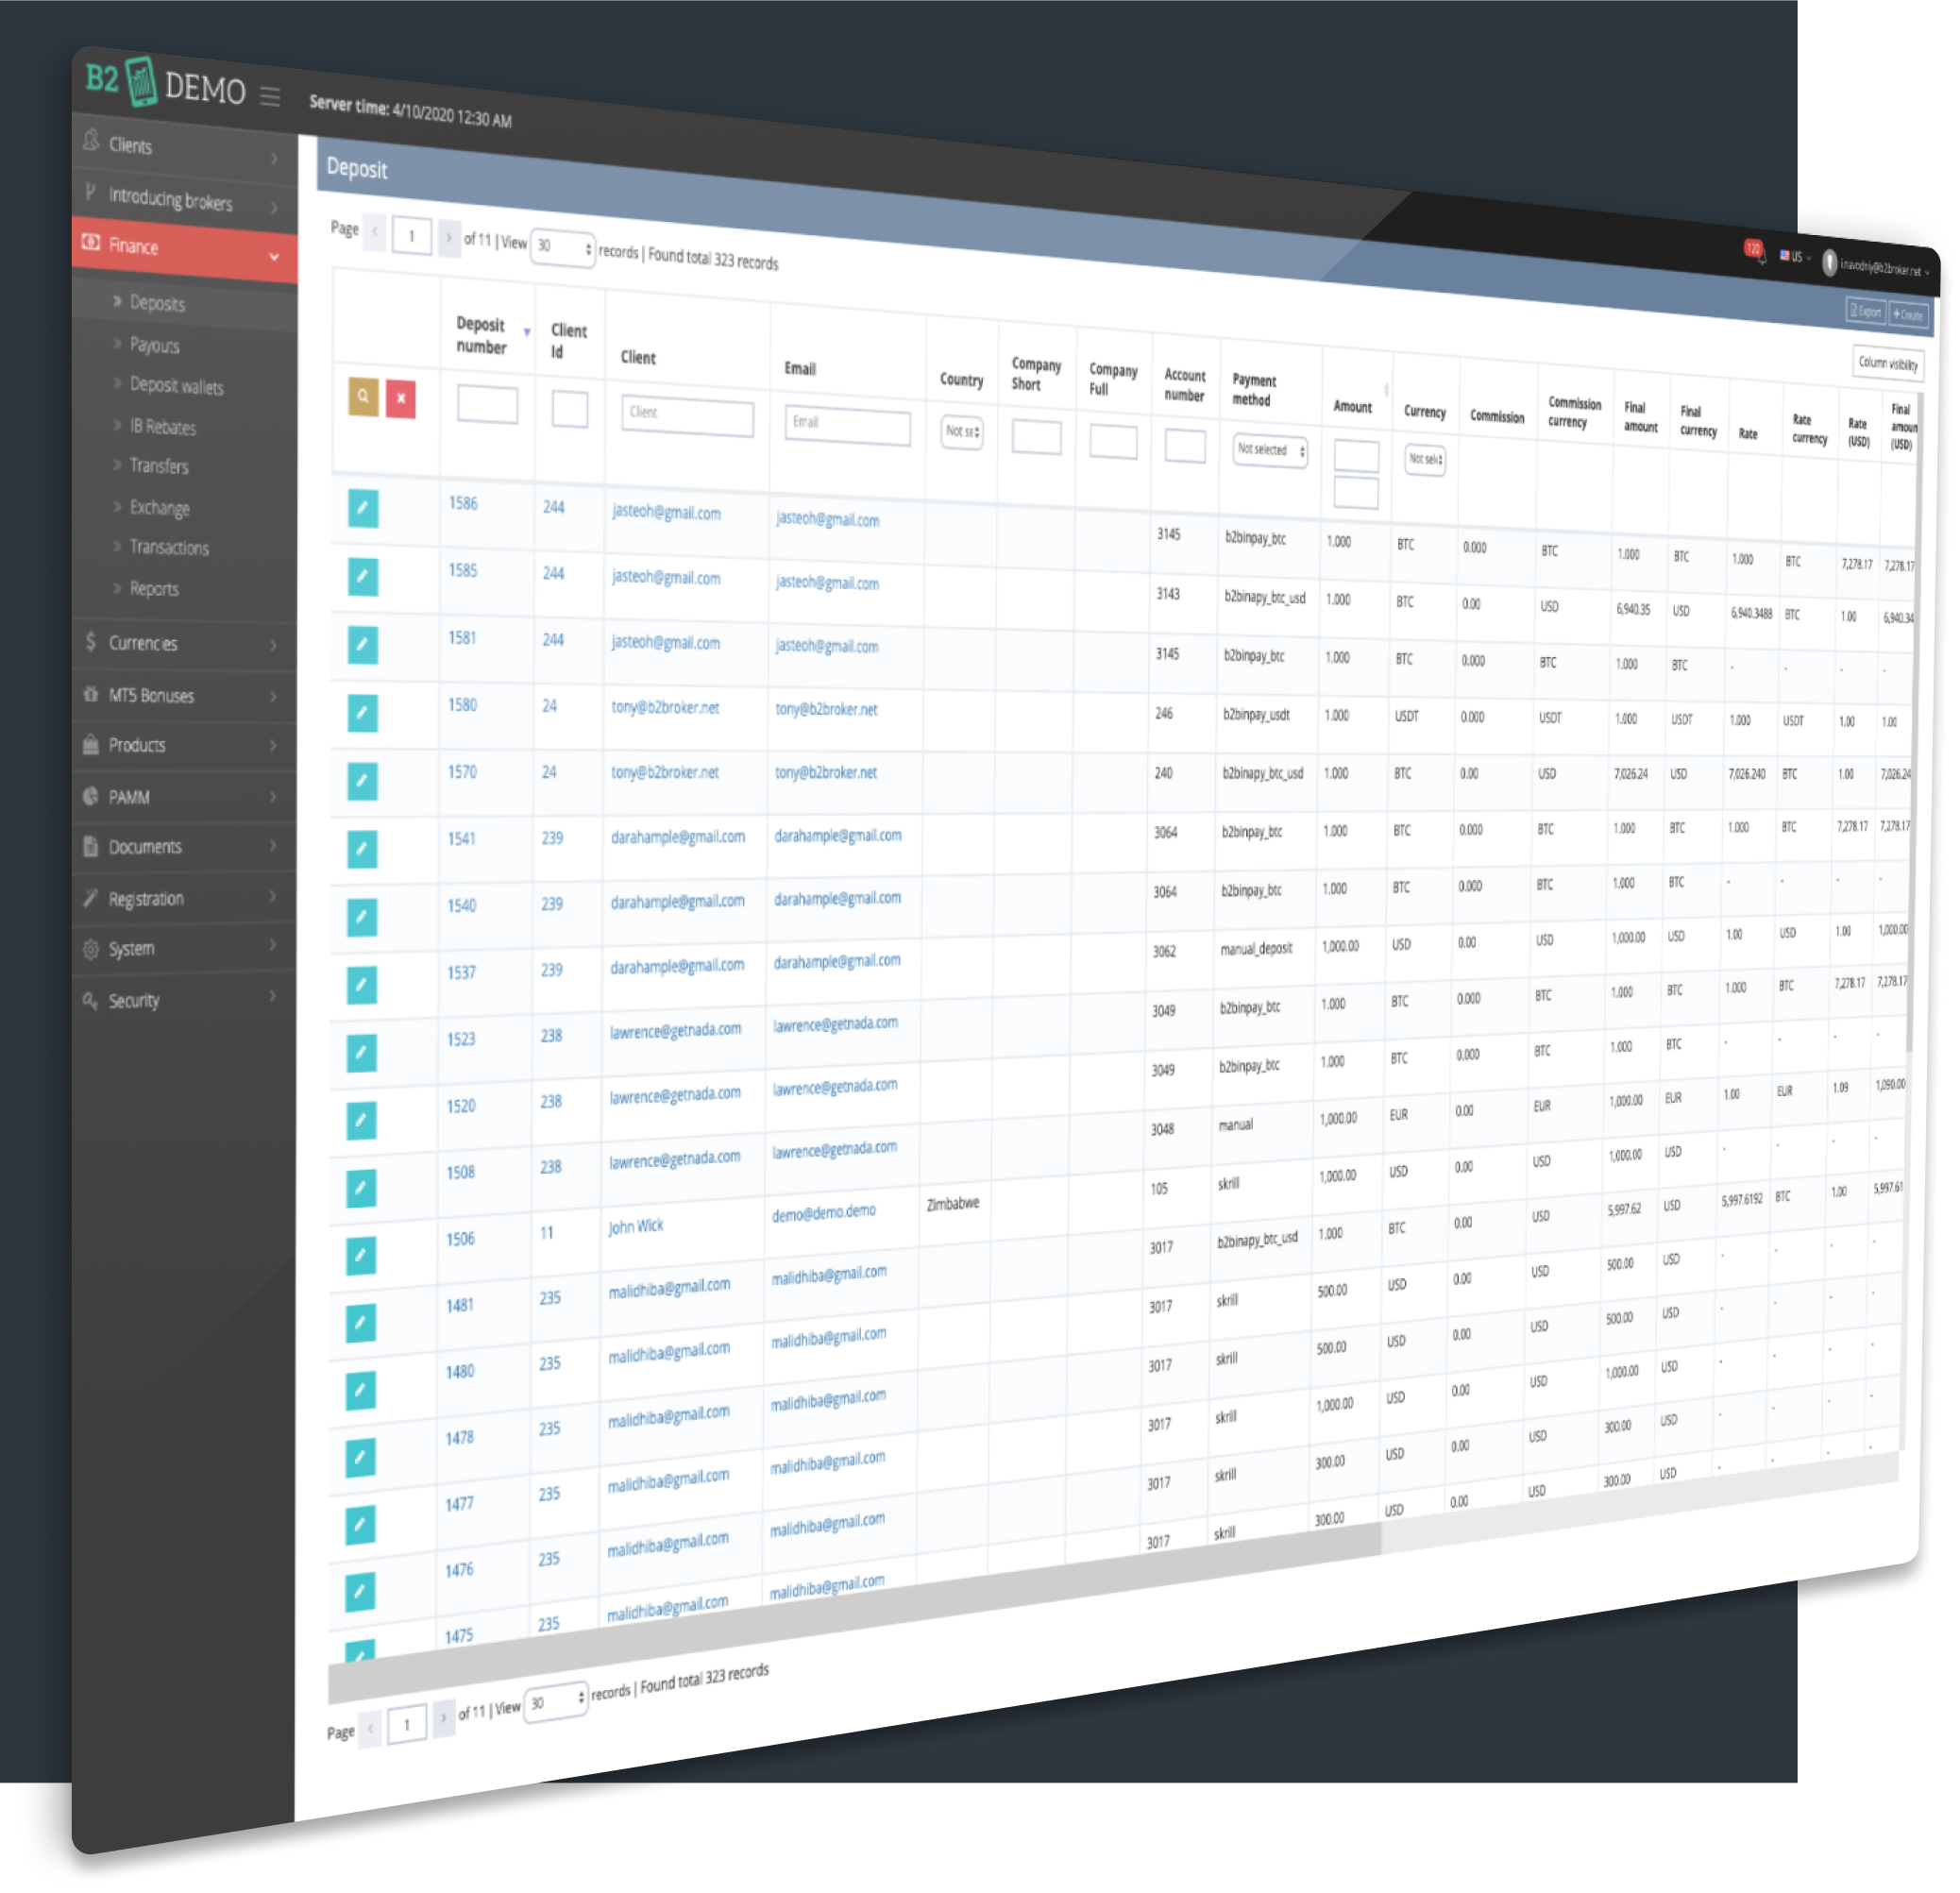 B2 DEMO
Server time: 4/10/2020 12:30 AM
120 US i.navodniy@b2broker.net
Clients
Introducing brokers
Finance
Deposits
Payouts
Deposit wallets
IB Rebates
Transfers
Exchange
Transactions
Reports
Currencies
MT5 Bonuses
Products
PAMM
Documents
Registration
System
Security
Deposit
Export Create
Page 1 of 11 | View 30 records | Found total 323 records
Column visibility
Deposit number Client Id Client Email Country Company Short Company Full Account number Payment method Amount Currency Commission Commission currency Final amount Final currency Rate Rate currency Rate (USD) Final amoun (USD)
Client Email Not se Not selected Not sel
1586 244 jasteoh@gmail.com jasteoh@gmail.com 3145 b2binpay_btc 1.000 BTC 0.000 BTC 1.000 BTC 1.000 BTC 7,278.17 7,278.17
1585 244 jasteoh@gmail.com jasteoh@gmail.com 3143 b2binapy_btc_usd 1.000 BTC 0.00 USD 6,940.35 USD 6,940.3488 BTC 1.00 6,940.34
1581 244 jasteoh@gmail.com jasteoh@gmail.com 3145 b2binpay_btc 1.000 BTC 0.000 BTC 1.000 BTC - - - -
1580 24 tony@b2broker.net tony@b2broker.net 246 b2binpay_usdt 1.000 USDT 0.000 USDT 1.000 USDT 1.000 USDT 1.00 1.00
1570 24 tony@b2broker.net tony@b2broker.net 240 b2binapy_btc_usd 1.000 BTC 0.00 USD 7,026.24 USD 7,026.240 BTC 1.00 7,026.24
1541 239 darahample@gmail.com darahample@gmail.com 3064 b2binpay_btc 1.000 BTC 0.000 BTC 1.000 BTC 1.000 BTC 7,278.17 7,278.17
1540 239 darahample@gmail.com darahample@gmail.com 3064 b2binpay_btc 1.000 BTC 0.000 BTC 1.000 BTC - - - -
1537 239 darahample@gmail.com darahample@gmail.com 3062 manual_deposit 1,000.00 USD 0.00 USD 1,000.00 USD 1.00 USD 1.00 1,000.00
1523 238 lawrence@getnada.com lawrence@getnada.com 3049 b2binpay_btc 1.000 BTC 0.000 BTC 1.000 BTC 1.000 BTC 7,278.17 7,278.17
1520 238 lawrence@getnada.com lawrence@getnada.com 3049 b2binpay_btc 1.000 BTC 0.000 BTC 1.000 BTC - - - -
1508 238 lawrence@getnada.com lawrence@getnada.com 3048 manual 1,000.00 EUR 0.00 EUR 1,000.00 EUR 1.00 EUR 1.09 1,090.00
1506 11 John Wick demo@demo.demo Zimbabwe 105 skrill 1,000.00 USD 0.00 USD 1,000.00 USD - - - -
1481 235 malidhiba@gmail.com malidhiba@gmail.com 3017 b2binapy_btc_usd 1.000 BTC 0.00 USD 5,997.62 USD 5,997.6192 BTC 1.00 5,997.61
1480 235 malidhiba@gmail.com malidhiba@gmail.com 3017 skrill 500.00 USD 0.00 USD 500.00 USD - - - -
1478 235 malidhiba@gmail.com malidhiba@gmail.com 3017 skrill 500.00 USD 0.00 USD 500.00 USD - - - -
1477 235 malidhiba@gmail.com malidhiba@gmail.com 3017 skrill 1,000.00 USD 0.00 USD 1,000.00 USD - - - -
1476 235 malidhiba@gmail.com malidhiba@gmail.com 3017 skrill 300.00 USD 0.00 USD 300.00 USD - - - -
1475 235 malidhiba@gmail.com malidhiba@gmail.com 3017 skrill 300.00 USD 0.00 USD 300.00 USD - - - -
Page 1 of 11 | View 30 records | Found total 323 records